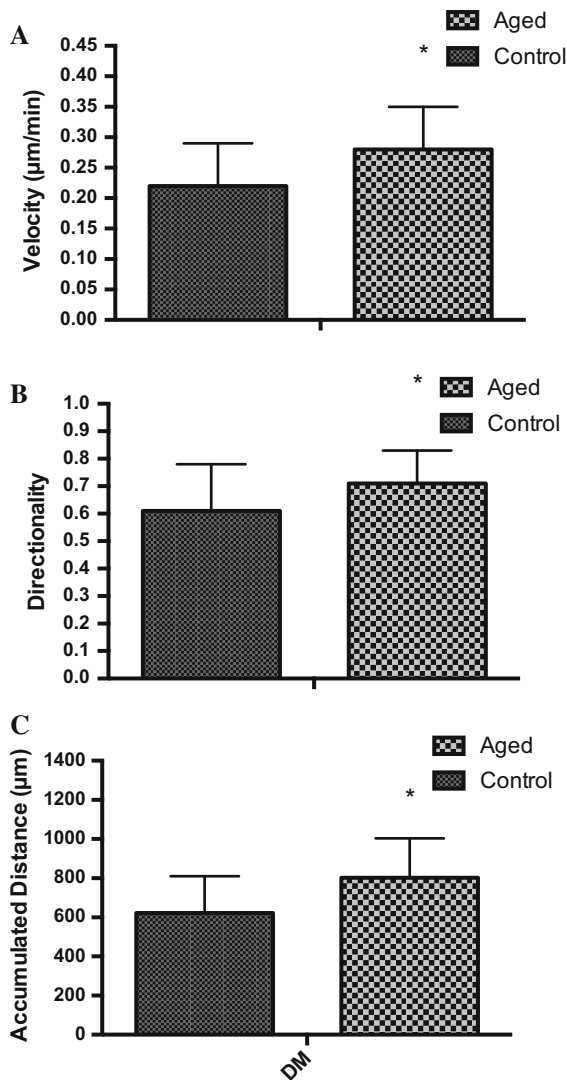 A
Aged
* Control
0.45
0.40
0.35
0.30
0.25
0.20
0.15
0.10
0.05
0.00
Velocity (µm/min)
B
* Aged
Control
1.0
0.9
0.8
0.7
0.6
0.5
0.4
0.3
0.2
0.1
0.0
Directionality
C
Aged
Control
*
1400
1200
1000
800
600
400
200
0
Accumulated Distance (µm)
DM